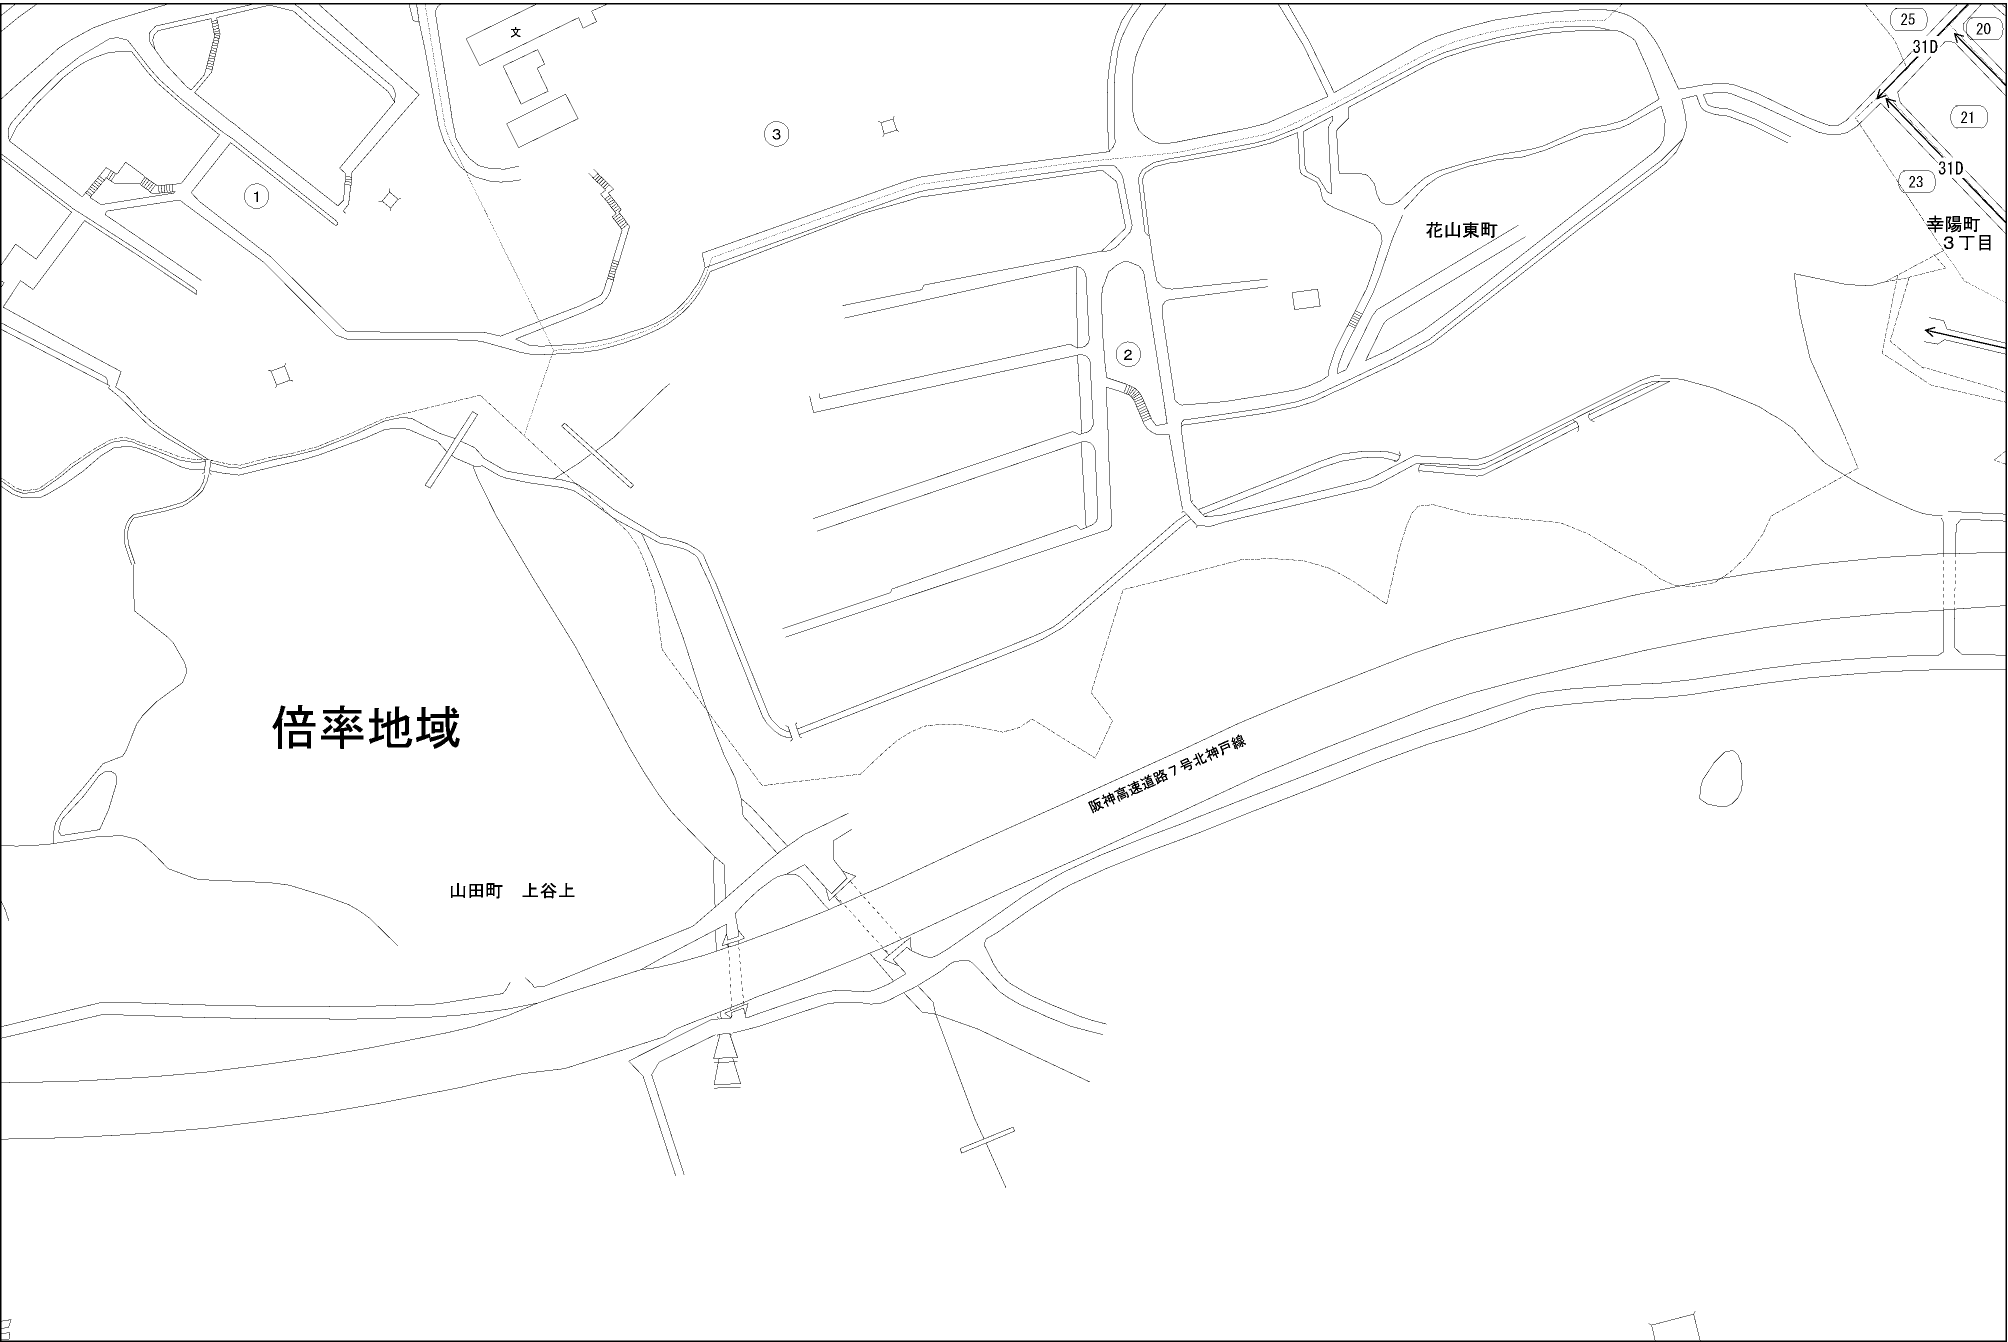 文
25
20
31D
3
21
1
31D
23
花山東町
幸陽町
3丁目
2
倍率地域
阪神高速道路7号北神戸線
山田町　上谷上